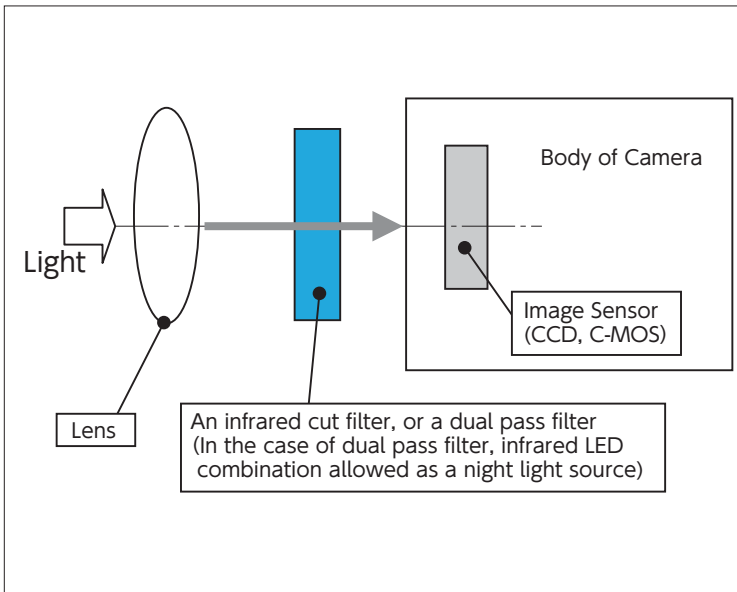 Body of Camera
Light
Image Sensor
(CCD, C-MOS)
Lens
An infrared cut filter, or a dual pass filter
(In the case of dual pass filter, infrared LED
combination allowed as a night light source)